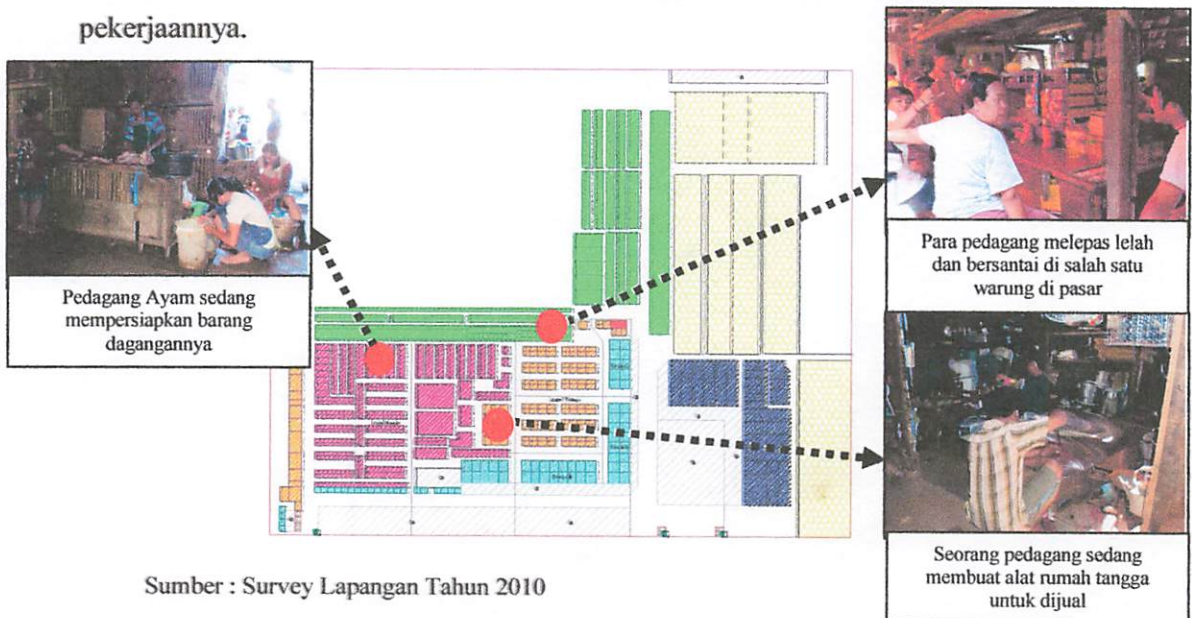 pekerjaannya.
Pedagang Ayam sedang
mempersiapkan barang
dagangannya
Para pedagang melepas lelah
dan bersantai di salah satu
warung di pasar
Seorang pedagang sedang
membuat alat rumah tangga
untuk dijual
Sumber : Survey Lapangan Tahun 2010